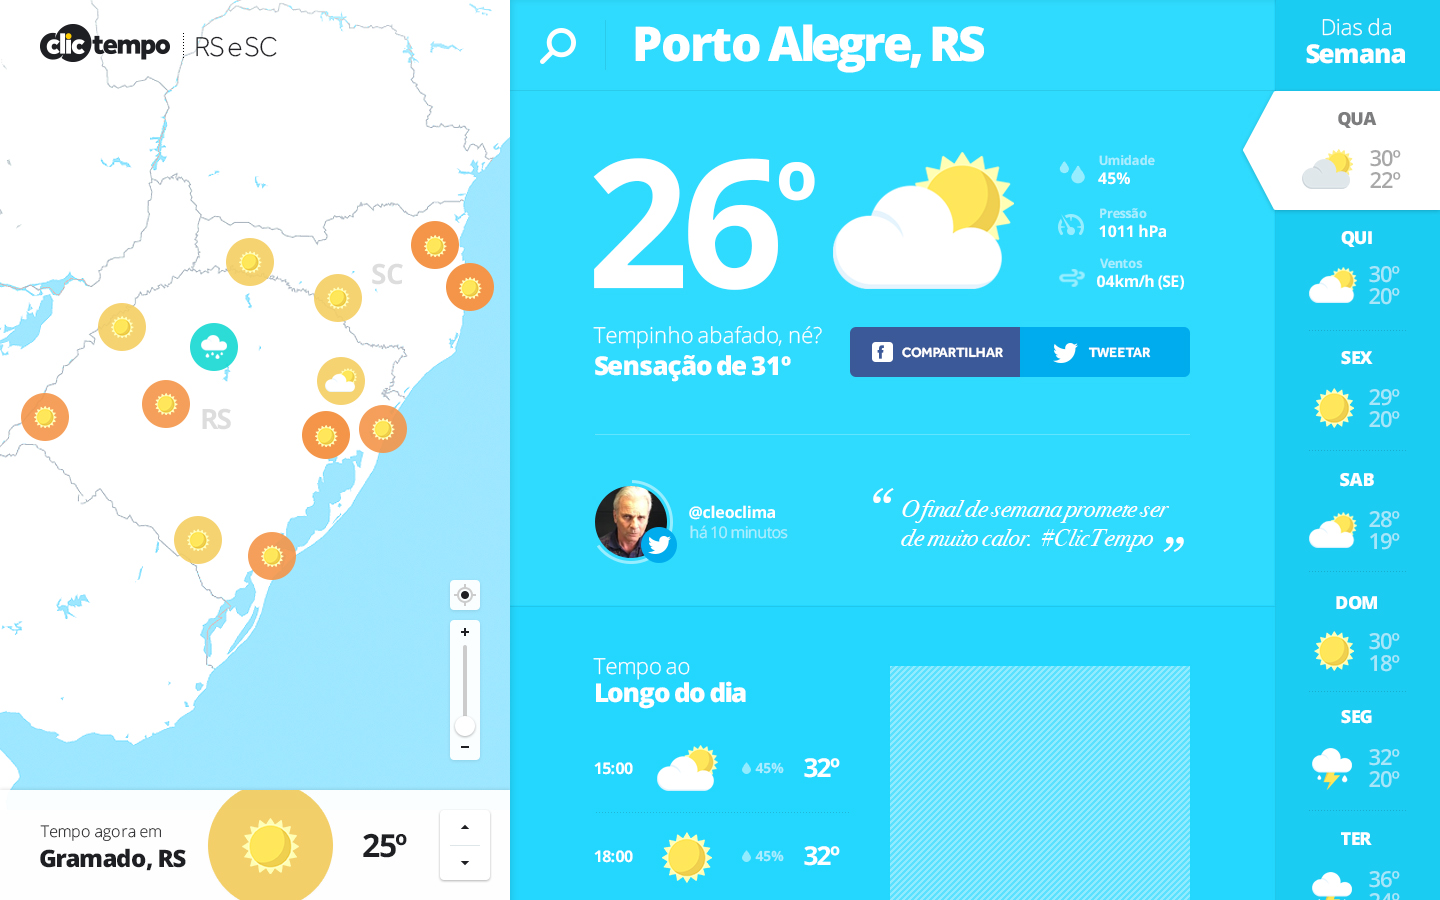 clictempo RS e SC
SC
RS
Tempo agora em
Gramado, RS
25º
Porto Alegre, RS
26º
Umidade
45%
Pressão
1011 hPa
Ventos
04km/h (SE)
Tempinho abafado, né?
Sensação de 31º
COMPARTILHAR
TWEETAR
@cleoclima
há 10 minutos
“ O final de semana promete ser
de muito calor. #ClicTempo ”
Tempo ao
Longo do dia
15:00 45% 32º
18:00 45% 32º
Dias da
Semana
QUA
30º
22º
QUI
30º
20º
SEX
29º
20º
SAB
28º
19º
DOM
30º
18º
SEG
32º
20º
TER
36º
24º